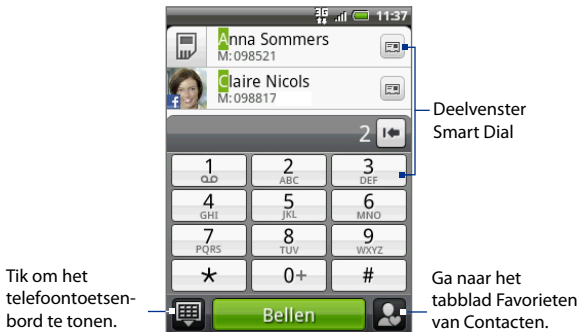 3G 11:37
Anna Sommers
M: 098521
Claire Nicols
M: 098817
2
1
2 ABC
3 DEF
4 GHI
5 JKL
6 MNO
7 PQRS
8 TUV
9 WXYZ
* 0+ #
Bellen
Deelvenster
Smart Dial
Tik om het
telefoontoetsen-
bord te tonen.
Ga naar het
tabblad Favorieten
van Contacten.